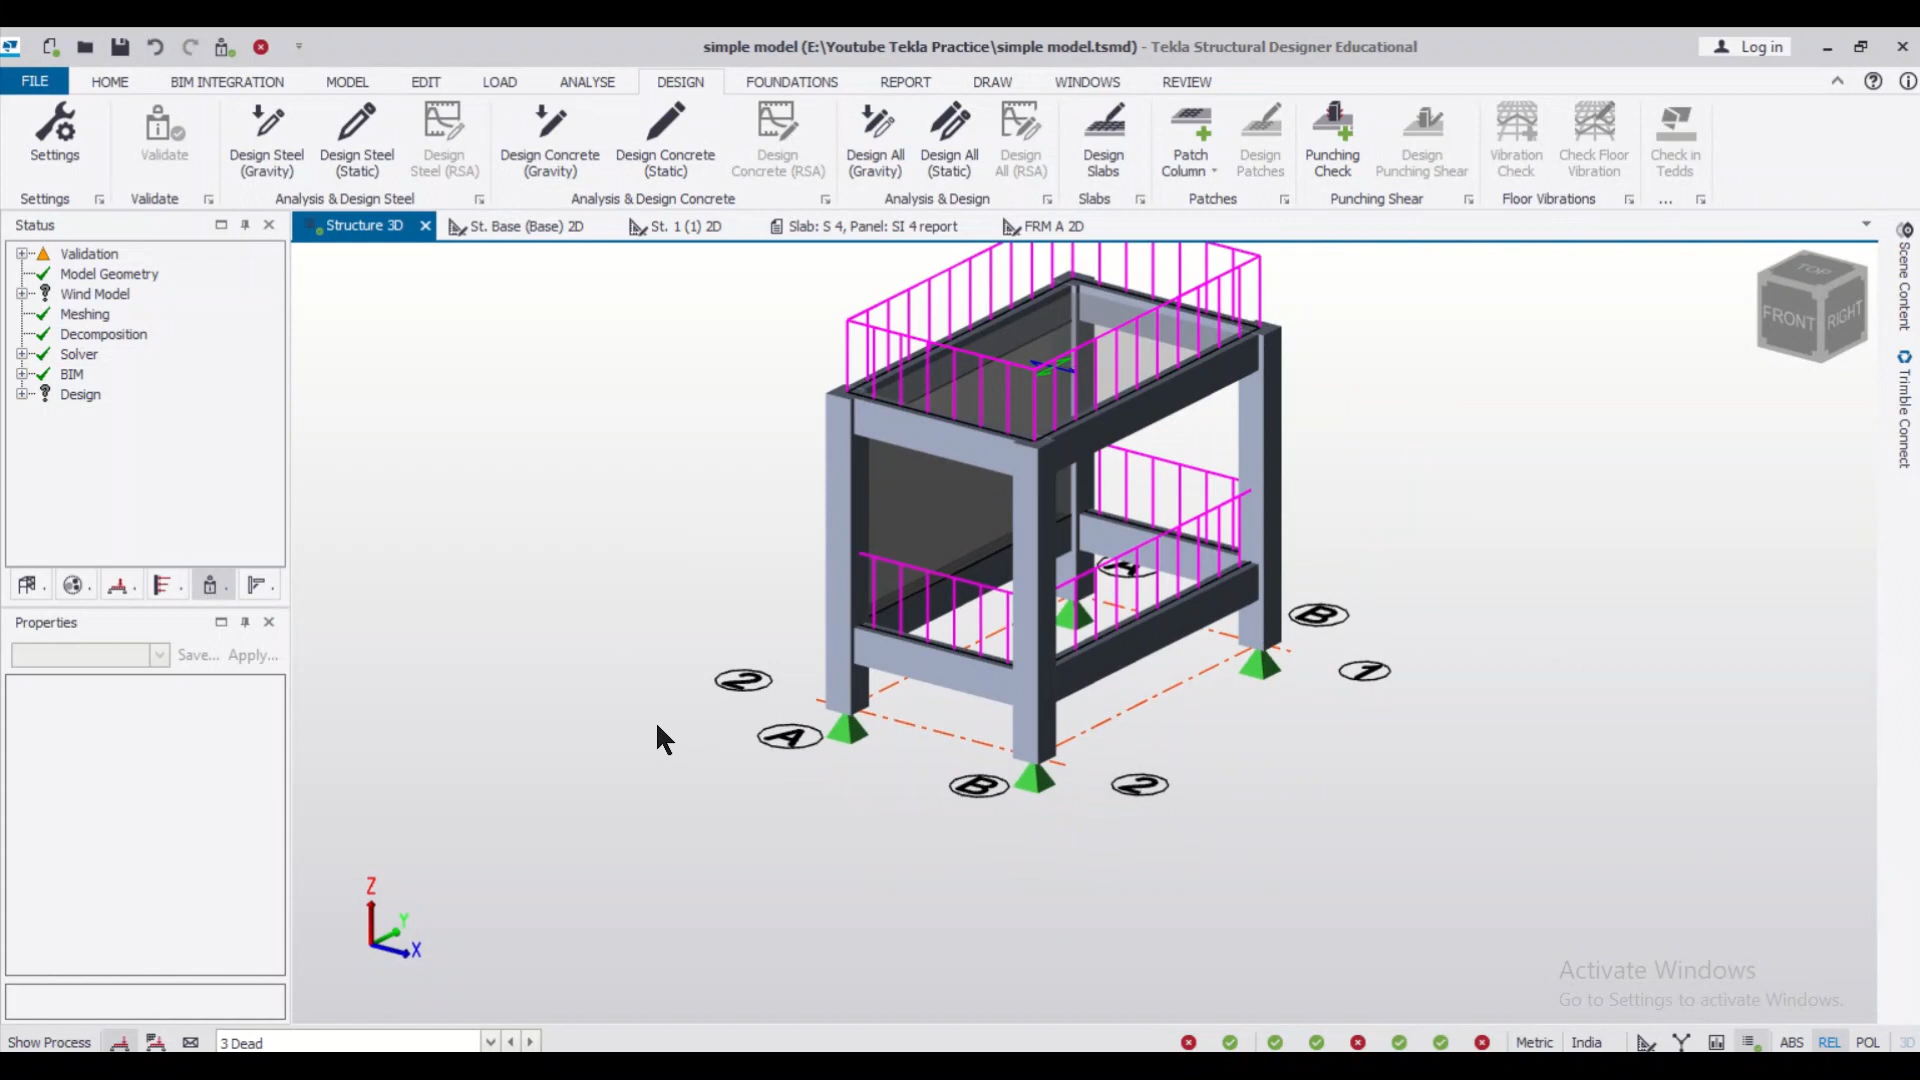 simple model (E:\Youtube Tekla Practice\simple model.tsmd) - Tekla Structural Designer Educational
Log in
FILE HOME BIM INTEGRATION MODEL EDIT LOAD ANALYSE DESIGN FOUNDATIONS REPORT DRAW WINDOWS REVIEW
Settings
Validate
Design Steel (Gravity)
Design Steel (Static)
Design Steel (RSA)
Design Concrete (Gravity)
Design Concrete (Static)
Design Concrete (RSA)
Design All (Gravity)
Design All (Static)
Design All (RSA)
Design Slabs
Patch Column
Design Patches
Punching Check
Design Punching Shear
Vibration Check
Check Floor Vibration
Check in Tedds
Settings Validate Analysis & Design Steel Analysis & Design Concrete Analysis & Design Slabs Patches Punching Shear Floor Vibrations ...
Status
Structure 3D St. Base (Base) 2D St. 1 (1) 2D Slab: S 4, Panel: SI 4 report FRM A 2D
Validation
Model Geometry
Wind Model
Meshing
Decomposition
Solver
BIM
Design
Properties
Save... Apply...
TOP
FRONT
RIGHT
Scene Content
Trimble Connect
A
B
1
2
A
B
2
Z
Y
X
Activate Windows
Go to Settings to activate Windows.
Show Process 3 Dead Metric India ABS REL POL 3D